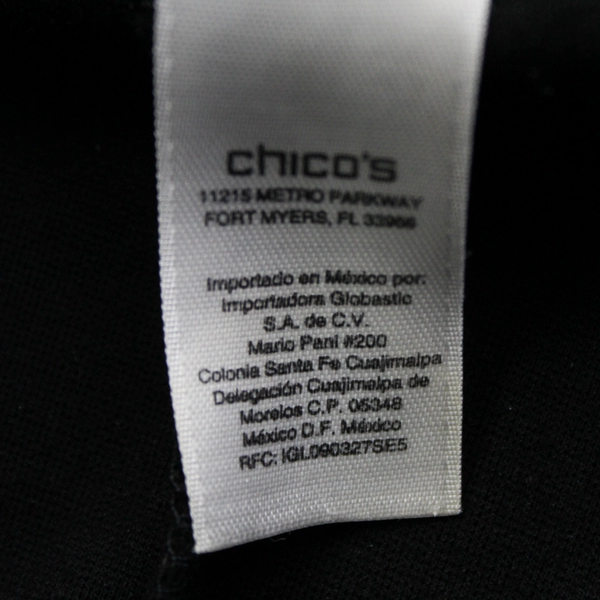 chico's
11215 METRO PARKWAY
FORT MYERS, FL 33966
Importado en México por:
Importadora Globastic
S.A. de C.V.
Mario Pani #200
Colonia Santa Fe Cuajimalpa
Delegación Cuajimalpa de
Morelos C.P. 05348
México D.F. México
RFC: IGL090327SE5